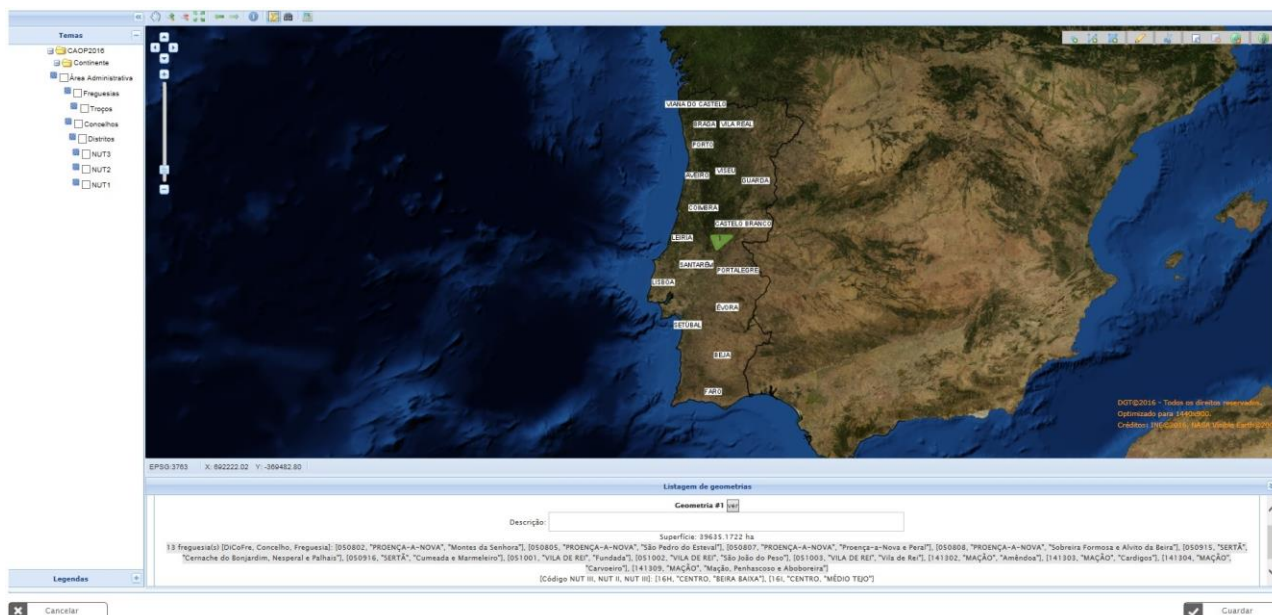 Temas
CAOP2016
Continente
Área Administrativa
Freguesias
Troços
Concelhos
Distritos
NUT3
NUT2
NUT1
Legendas
VIANA DO CASTELO
BRAGA VILA REAL
PORTO
AVEIRO VISEU
GUARDA
COIMBRA
CASTELO BRANCO
LEIRIA
SANTARÉM
PORTALEGRE
LISBOA
ÉVORA
SETÚBAL
BEJA
FARO
DGT©2016 - Todos os direitos reservados.
Optimizado para 1440x900.
Créditos: INE©2016, NASA Visible Earth©200
EPSG:3763 X: 692222.02 Y: -369482.80
Listagem de geometrias
Geometria #1 ver
Descrição:
Superfície: 39635.1722 ha
13 freguesia(s) [DiCoFre, Concelho, Freguesia]: [050802, "PROENÇA-A-NOVA", "Montes da Senhora"], [050805, "PROENÇA-A-NOVA", "São Pedro do Esteval"], [050807, "PROENÇA-A-NOVA", "Proença-a-Nova e Peral"], [050808, "PROENÇA-A-NOVA", "Sobreira Formosa e Alvito da Beira"], [050915, "SERTÃ",
"Cernache do Bonjardim, Nesperal e Palhais"], [050916, "SERTÃ", "Cumeada e Marmeleiro"], [051001, "VILA DE REI", "Fundada"], [051002, "VILA DE REI", "São João do Peso"], [051003, "VILA DE REI", "Vila de Rei"], [141302, "MAÇÃO", "Amêndoa"], [141303, "MAÇÃO", "Cardigos"], [141304, "MAÇÃO",
"Carvoeiro"], [141309, "MAÇÃO", "Mação, Penhascoso e Aboboreira"]
[Código NUT III, NUT II, NUT III]: [16H, "CENTRO, "BEIRA BAIXA"], [16I, "CENTRO, "MÉDIO TEJO"]
Cancelar
Guardar